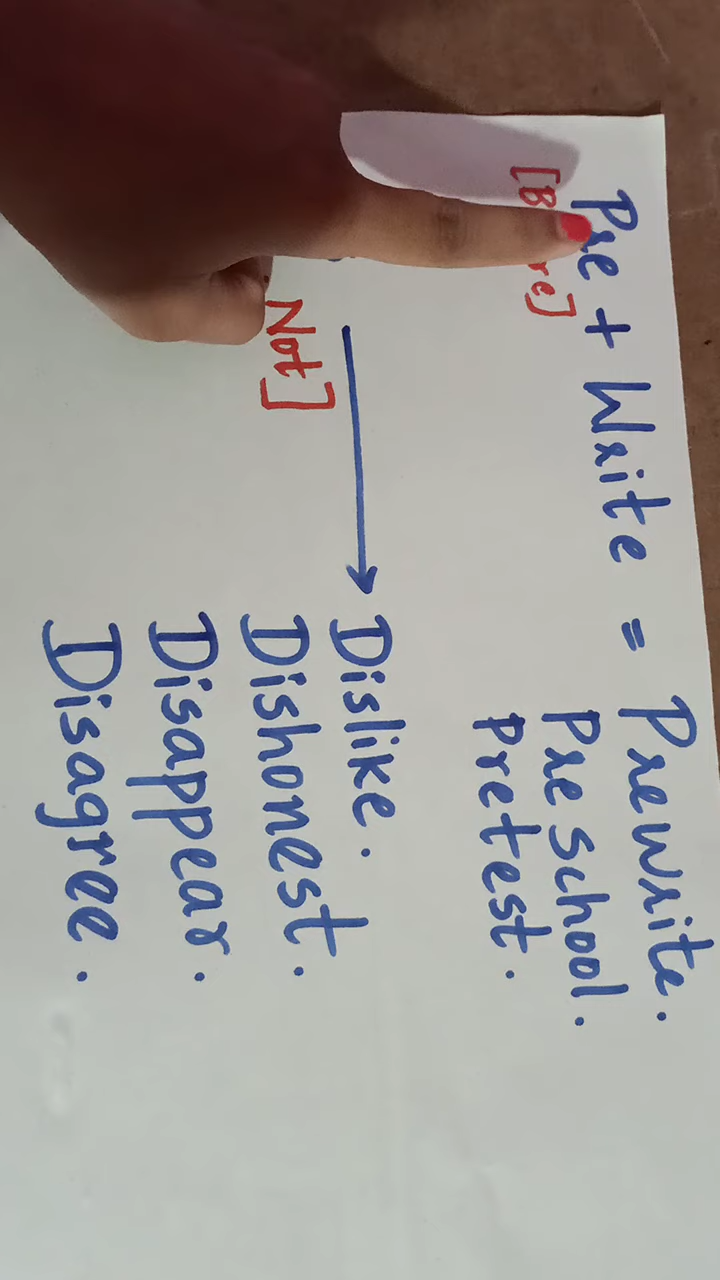 Pre + Write = Prewrite.
Preschool.
Pretest.
Dislike.
Not]
Dishonest.
Disappear.
Disagree.